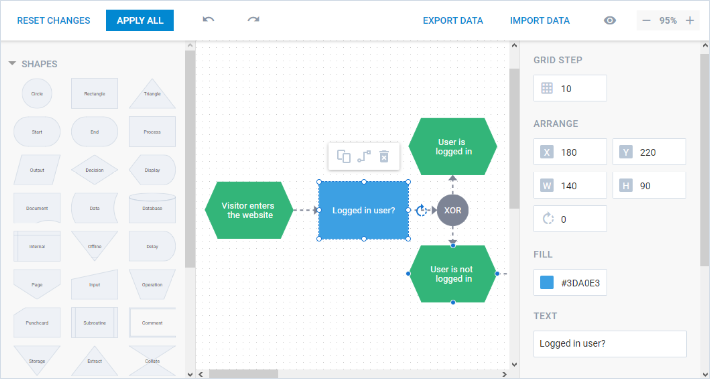 RESET CHANGES
APPLY ALL
EXPORT DATA
IMPORT DATA
95%
SHAPES
Circle
Rectangle
Triangle
Start
End
Process
Output
Decision
Display
Document
Data
Database
Internal
Offline
Delay
Page
Input
Operation
Punchcard
Subroutine
Comment
Storage
Extract
Collate
Visitor enters
the website
Logged in user?
User is
logged in
XOR
User is not
logged in
GRID STEP
10
ARRANGE
X 180
Y 220
W 140
H 90
0
FILL
#3DA0E3
TEXT
Logged in user?